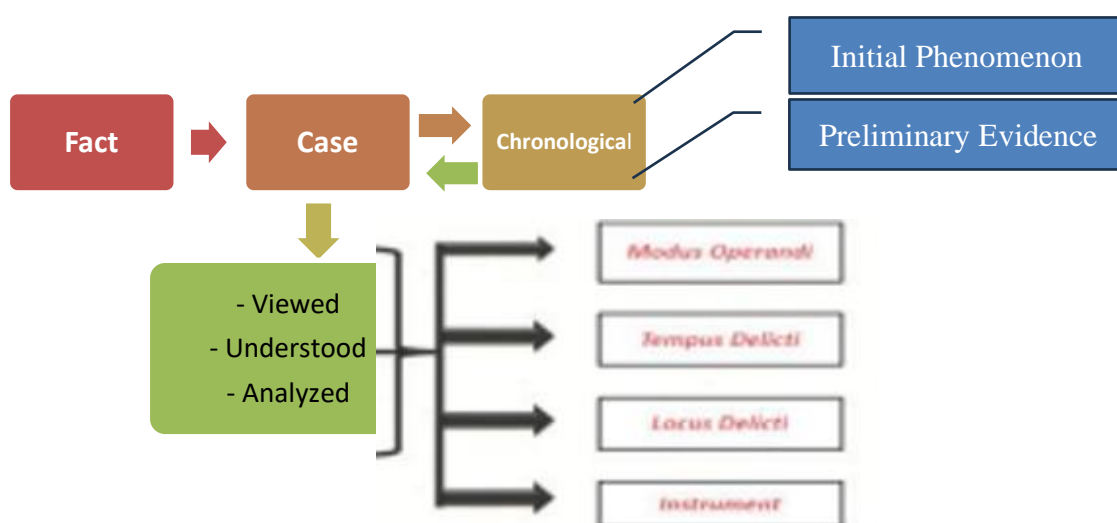 Initial Phenomenon
Fact
Case
Chronological
Preliminary Evidence
- Viewed
- Understood
- Analyzed
Modus Operandi
Tempus Delicti
Locus Delicti
Instrument